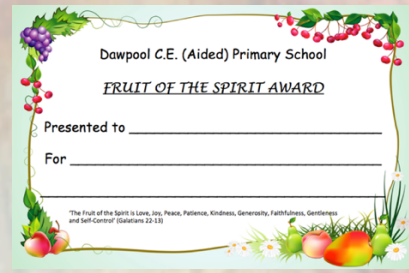 Dawpool C.E. (Aided) Primary School
FRUIT OF THE SPIRIT AWARD
Presented to
For
'The Fruit of the Spirit is Love, Joy, Peace, Patience, Kindness, Generosity, Faithfulness, Gentleness
and Self-Control' (Galatians 22-13)